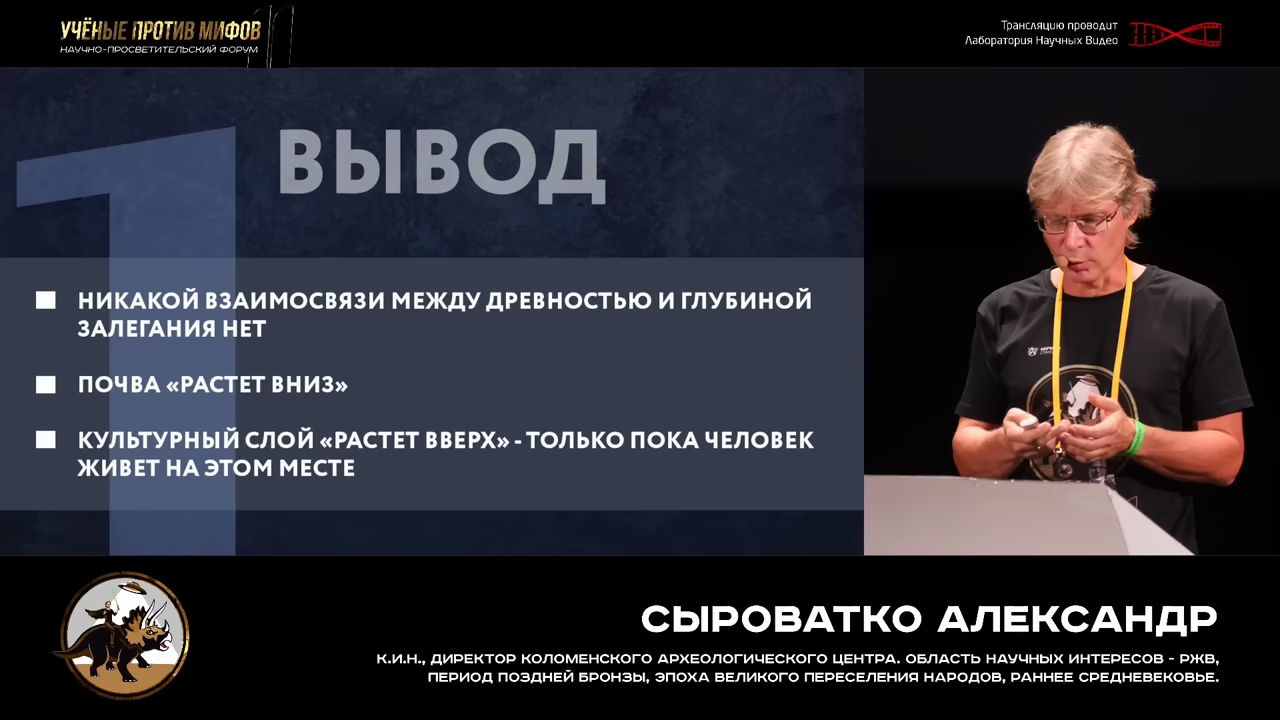 УЧЁНЫЕ ПРОТИВ МИФОВ
НАУЧНО-ПРОСВЕТИТЕЛЬСКИЙ ФОРУМ
Трансляцию проводит
Лаборатория Научных Видео
1
ВЫВОД
НИКАКОЙ ВЗАИМОСВЯЗИ МЕЖДУ ДРЕВНОСТЬЮ И ГЛУБИНОЙ
ЗАЛЕГАНИЯ НЕТ
ПОЧВА «РАСТЕТ ВНИЗ»
КУЛЬТУРНЫЙ СЛОЙ «РАСТЕТ ВВЕРХ» - ТОЛЬКО ПОКА ЧЕЛОВЕК
ЖИВЕТ НА ЭТОМ МЕСТЕ
СЫРОВАТКО АЛЕКСАНДР
К.И.Н., ДИРЕКТОР КОЛОМЕНСКОГО АРХЕОЛОГИЧЕСКОГО ЦЕНТРА. ОБЛАСТЬ НАУЧНЫХ ИНТЕРЕСОВ - РЖВ,
ПЕРИОД ПОЗДНЕЙ БРОНЗЫ, ЭПОХА ВЕЛИКОГО ПЕРЕСЕЛЕНИЯ НАРОДОВ, РАННЕЕ СРЕДНЕВЕКОВЬЕ.